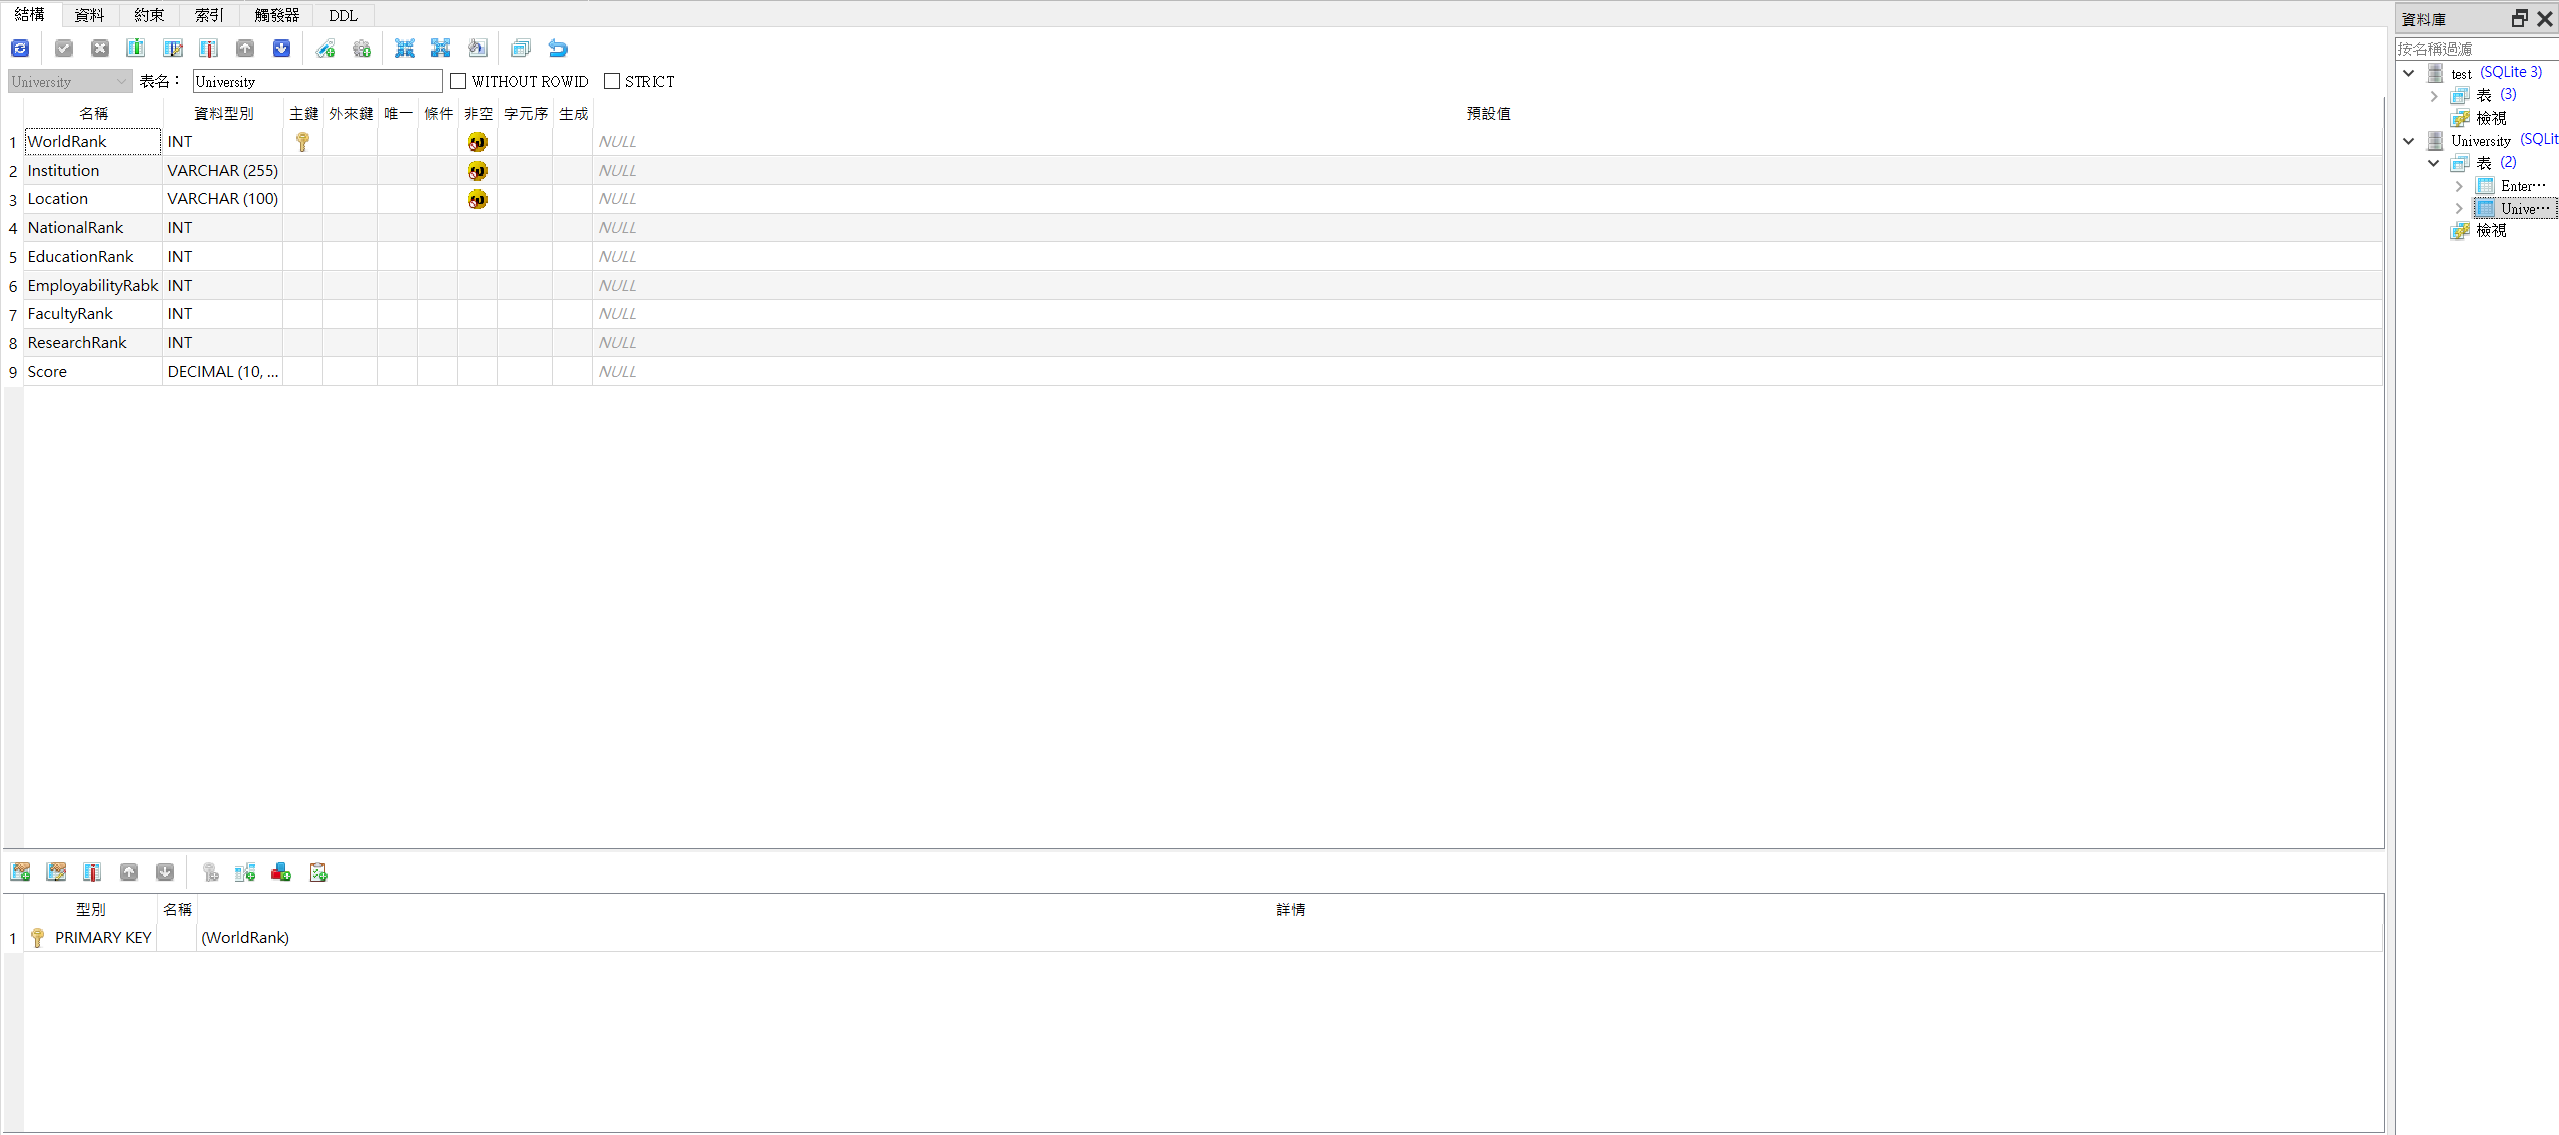 結構 資料 約束 索引 觸發器 DDL
University 表名： University WITHOUT ROWID STRICT
名稱 資料型別 主鍵 外來鍵 唯一 條件 非空 字元序 生成 預設值
1 WorldRank INT NULL
2 Institution VARCHAR (255) NULL
3 Location VARCHAR (100) NULL
4 NationalRank INT NULL
5 EducationRank INT NULL
6 EmployabilityRabk INT NULL
7 FacultyRank INT NULL
8 ResearchRank INT NULL
9 Score DECIMAL (10, ... NULL
型別 名稱 詳情
1 PRIMARY KEY (WorldRank)
資料庫
按名稱過濾
test (SQLite 3)
表 (3)
檢視
University (SQLit
表 (2)
Enter…
Unive…
檢視